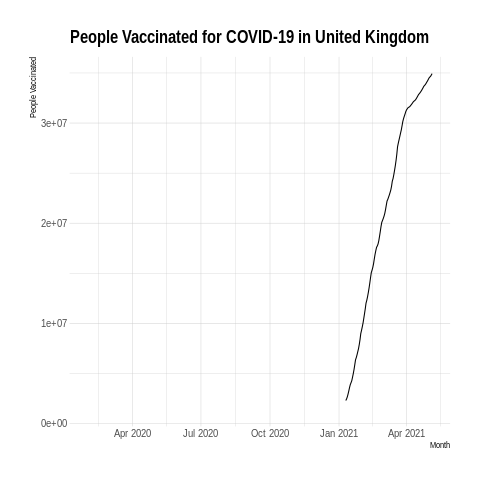 People Vaccinated for COVID-19 in United Kingdom
People Vaccinated
3e+07
2e+07
1e+07
0e+00
Apr 2020 Jul 2020 Oct 2020 Jan 2021 Apr 2021
Month